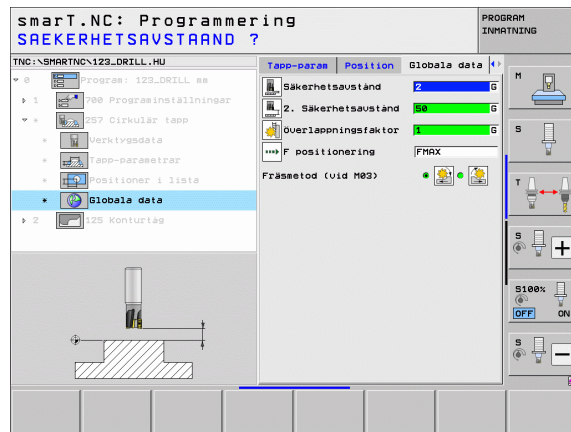 smarT.NC: Programmering
SAEKERHETSAVSTAAND ?
PROGRAM
INMATNING
TNC:\SMARTNC\123_DRILL.HU
0 Program: 123_DRILL mm
1 700 Programinställningar
* 257 Cirkulär tapp
* Verktygsdata
* Tapp-parametrar
* Positioner i lista
* Globala data
2 125 Konturtåg
Tapp-param Position Globala data
Säkerhetsavstånd 2 G
2. Säkerhetsavstånd 50 G
Överlappningsfaktor 1 G
F positionering FMAX
Fräsmetod (vid M03)
M
S
T
S
S100%
OFF ON
S